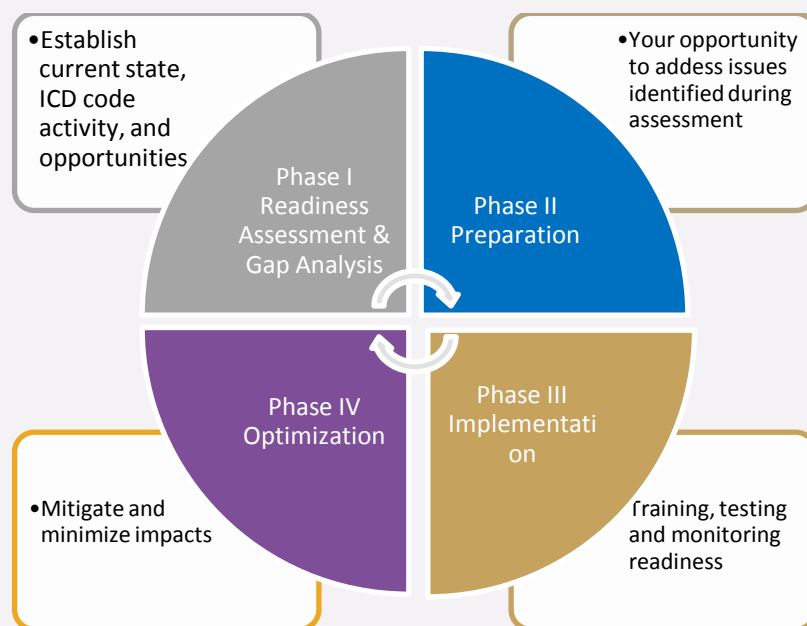 •Establish
current state,
ICD code
activity, and
opportunities
•Your opportunity
to addess issues
identified during
assessment
Phase I
Readiness
Assessment &
Gap Analysis
Phase II
Preparation
Phase IV
Optimization
Phase III
Implementati
on
•Mitigate and
minimize impacts
Training, testing
and monitoring
readiness